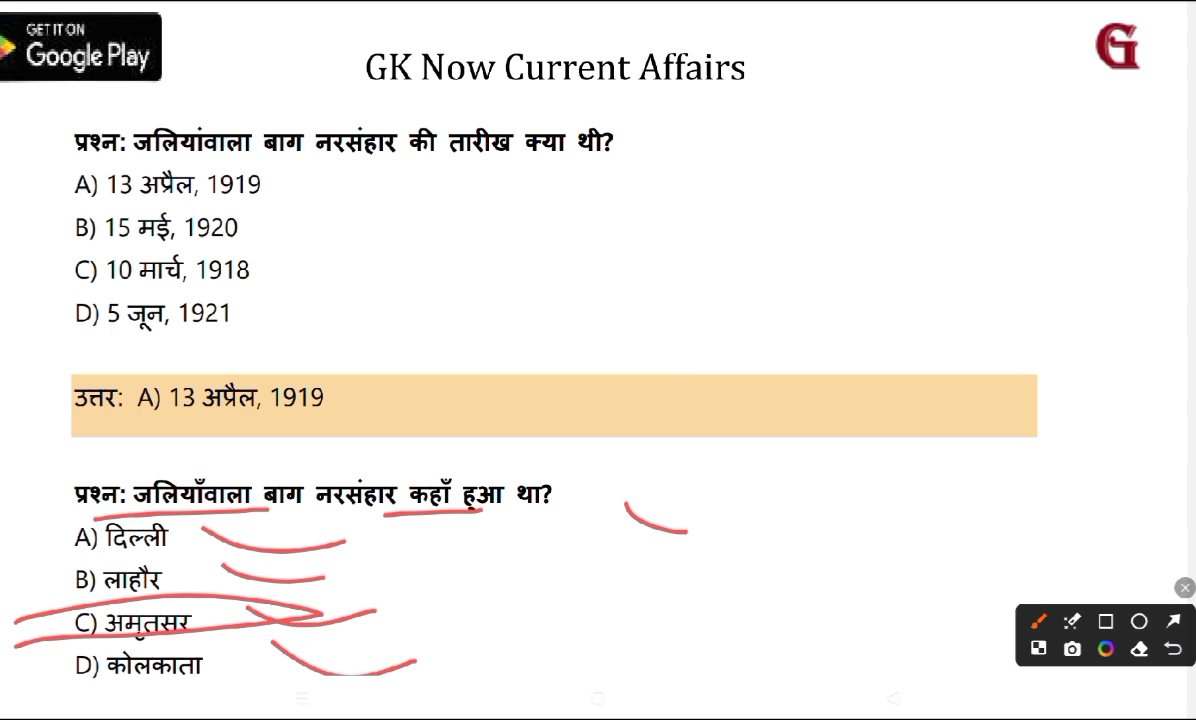 GET IT ON
Google Play
GK Now Current Affairs
G
प्रश्न: जलियांवाला बाग नरसंहार की तारीख क्या थी?
A) 13 अप्रैल, 1919
B) 15 मई, 1920
C) 10 मार्च, 1918
D) 5 जून, 1921
उत्तर: A) 13 अप्रैल, 1919
प्रश्न: जलियाँवाला बाग नरसंहार कहाँ हुआ था?
A) दिल्ली
B) लाहौर
C) अमृतसर
D) कोलकाता